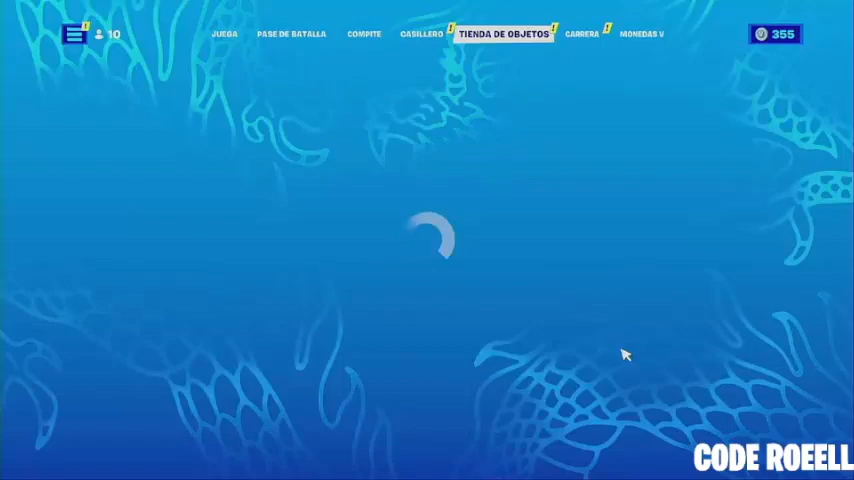 10 JUEGA PASE DE BATALLA COMPITE CASILLERO TIENDA DE OBJETOS CARRERA MONEDAS V 355
CODE ROEELL